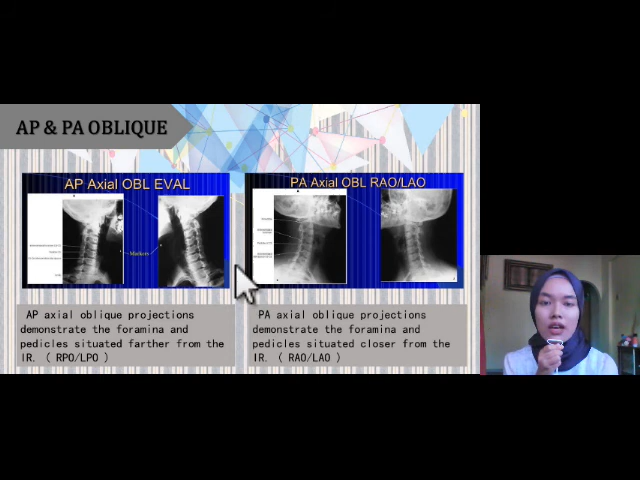 AP & PA OBLIQUE
AP Axial OBL EVAL
Markers
PA Axial OBL RAO/LAO
AP axial oblique projections
demonstrate the foramina and
pedicles situated farther from the
IR. ( RPO/LPO )
PA axial oblique projections
demonstrate the foramina and
pedicles situated closer from the
IR. ( RAO/LAO )